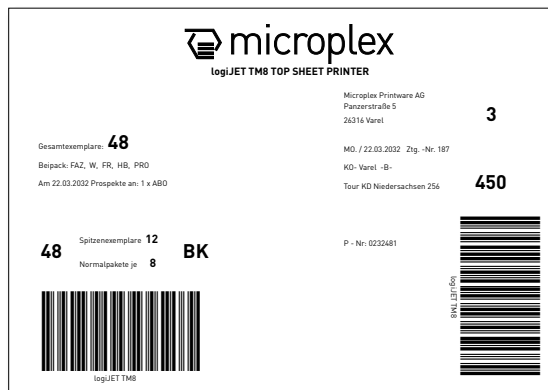 microplex
logiJET TM8 TOP SHEET PRINTER
Microplex Printware AG
Panzerstraße 5
26316 Varel
3
Gesamtexemplare: 48
Beipack: FAZ, W, FR, HB, PRO
Am 22.03.2032 Prospekte an: 1 x ABO
MO. / 22.03.2032 Ztg. -Nr. 187
KO- Varel -B-
Tour KD Niedersachsen 256
450
48
Spitzenexemplare 12
Normalpakete je 8
BK
P - Nr: 0232481
logiJET TM8
logiJET TM8